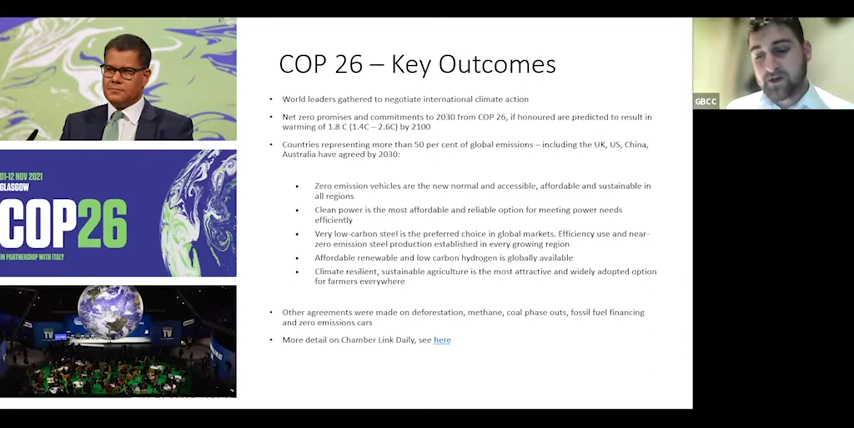 COP 26 – Key Outcomes
• World leaders gathered to negotiate international climate action
• Net zero promises and commitments to 2030 from COP 26, if honoured are predicted to result in
warming of 1.8 C (1.4C – 2.6C) by 2100
• Countries representing more than 50 per cent of global emissions – including the UK, US, China,
Australia have agreed by 2030:
• Zero emission vehicles are the new normal and accessible, affordable and sustainable in
all regions
• Clean power is the most affordable and reliable option for meeting power needs
efficiently
• Very low-carbon steel is the preferred choice in global markets. Efficiency use and near-
zero emission steel production established in every growing region
• Affordable renewable and low carbon hydrogen is globally available
• Climate resilient, sustainable agriculture is the most attractive and widely adopted option
for farmers everywhere
• Other agreements were made on deforestation, methane, coal phase outs, fossil fuel financing
and zero emissions cars
• More detail on Chamber Link Daily, see here
01-12 NOV 2021
GLASGOW
COP26
IN PARTNERSHIP WITH ITALY
TV
TV
GBCC